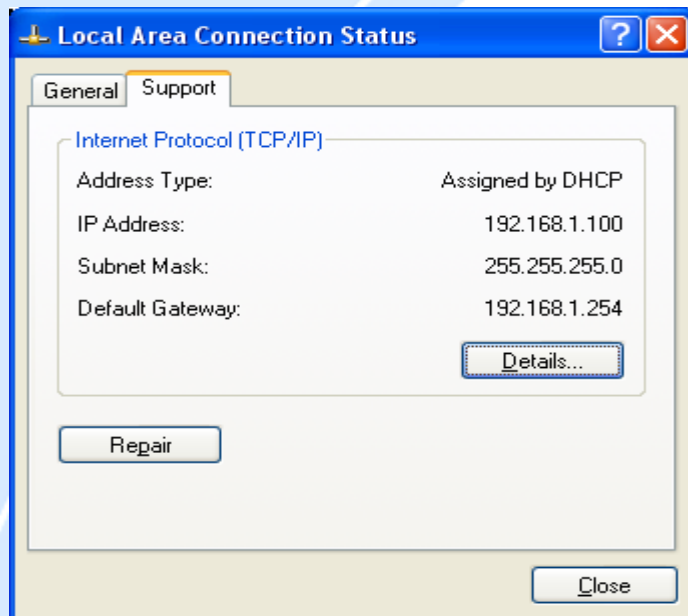 Local Area Connection Status
General Support
Internet Protocol (TCP/IP)
Address Type: Assigned by DHCP
IP Address: 192.168.1.100
Subnet Mask: 255.255.255.0
Default Gateway: 192.168.1.254
Details...
Repair
Close